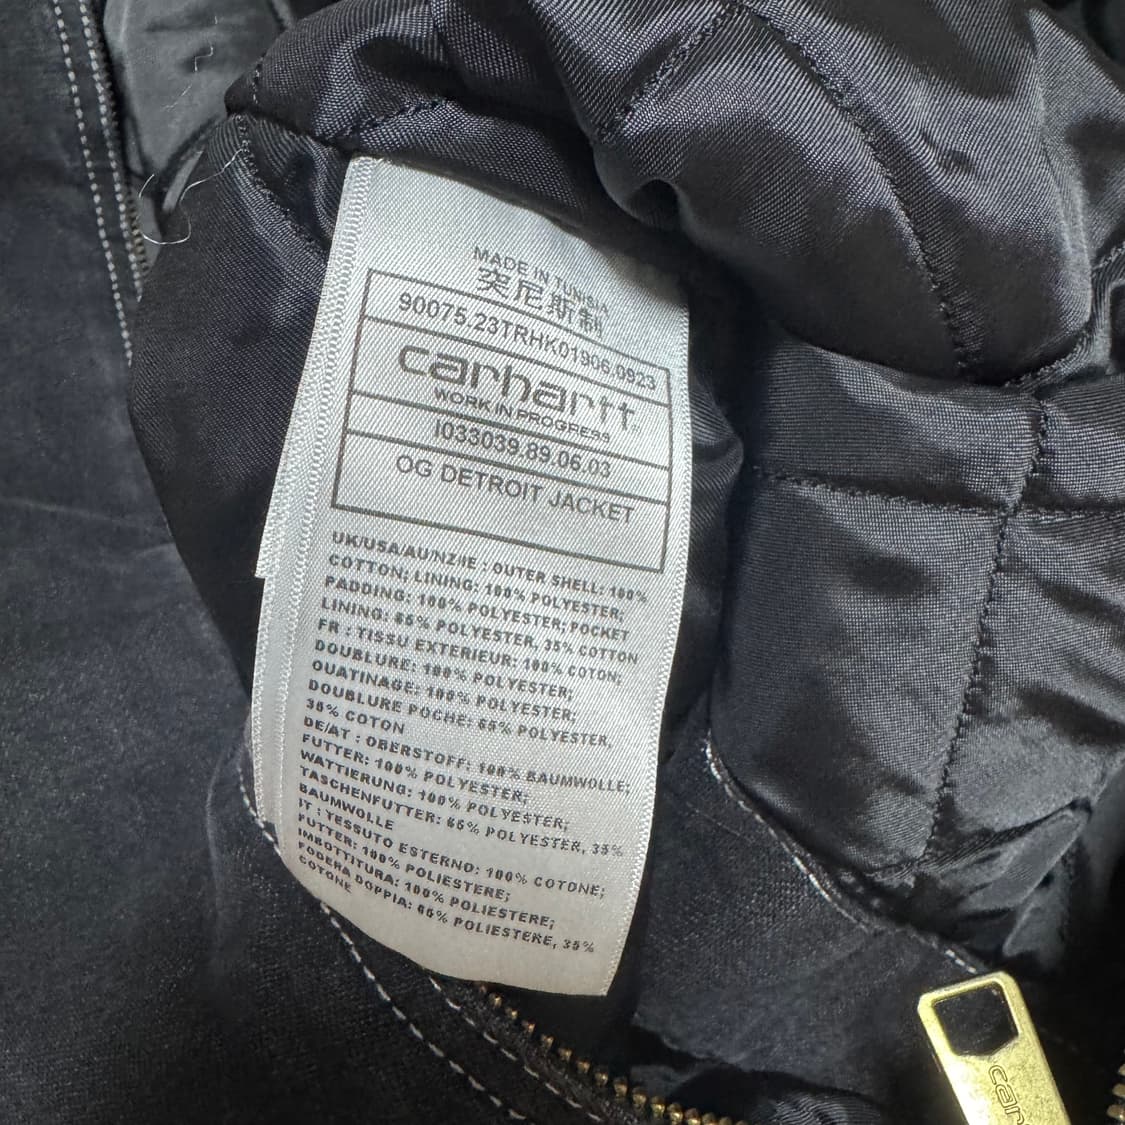 MADE IN TUNISIA
突尼斯制
90075.23TRHK01906.0923
carhartt
WORK IN PROGRESS
I033039.89.06.03
OG DETROIT JACKET
UK/USA/AU/NZ/IE : OUTER SHELL: 100%
COTTON; LINING: 100% POLYESTER;
PADDING: 100% POLYESTER; POCKET
LINING: 65% POLYESTER, 35% COTTON
FR : TISSU EXTERIEUR: 100% COTON;
DOUBLURE: 100% POLYESTER;
OUATINAGE: 100% POLYESTER;
DOUBLURE POCHE: 65% POLYESTER,
35% COTON
DE/AT : OBERSTOFF: 100% BAUMWOLLE;
FUTTER: 100% POLYESTER;
WATTIERUNG: 100% POLYESTER;
TASCHENFUTTER: 65% POLYESTER, 35%
BAUMWOLLE
IT : TESSUTO ESTERNO: 100% COTONE;
FUTTER: 100% POLIESTERE;
IMBOTTITURA: 100% POLIESTERE;
FODERA DOPPIA: 65% POLIESTERE, 35%
COTONE
car